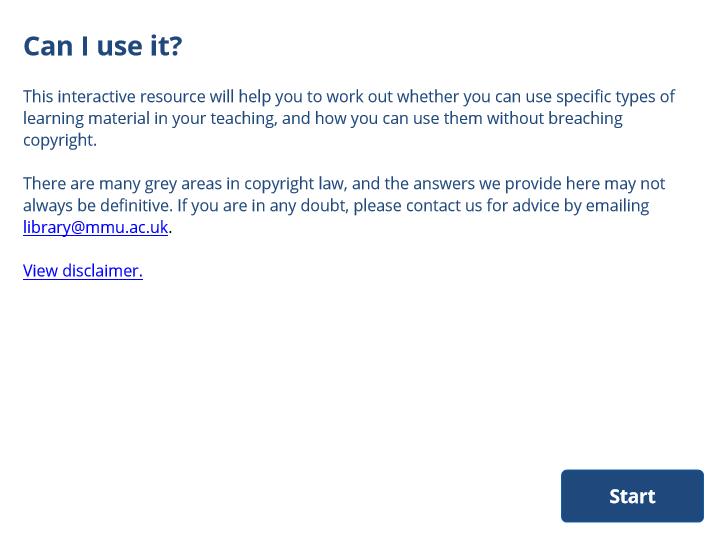 Can I use it?
This interactive resource will help you to work out whether you can use specific types of
learning material in your teaching, and how you can use them without breaching
copyright.
There are many grey areas in copyright law, and the answers we provide here may not
always be definitive. If you are in any doubt, please contact us for advice by emailing
library@mmu.ac.uk.
View disclaimer.
Start